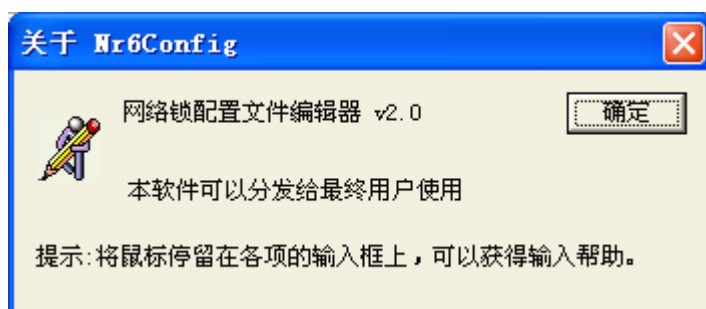 关于 Nr6Config
网络锁配置文件编辑器 v2.0
确定
本软件可以分发给最终用户使用
提示:将鼠标停留在各项的输入框上，可以获得输入帮助。